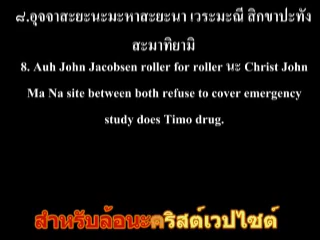 ๘.อุจจาสะยะนะมะหาสะยะนา เวระมะณี สิกขาปะทัง
สะมาทิยามิ
8. Auh John Jacobsen roller for roller นะ Christ John
Ma Na site between both refuse to cover emergency
study does Timo drug.
สำหรับล้อนะคริสต์เวปไซต์